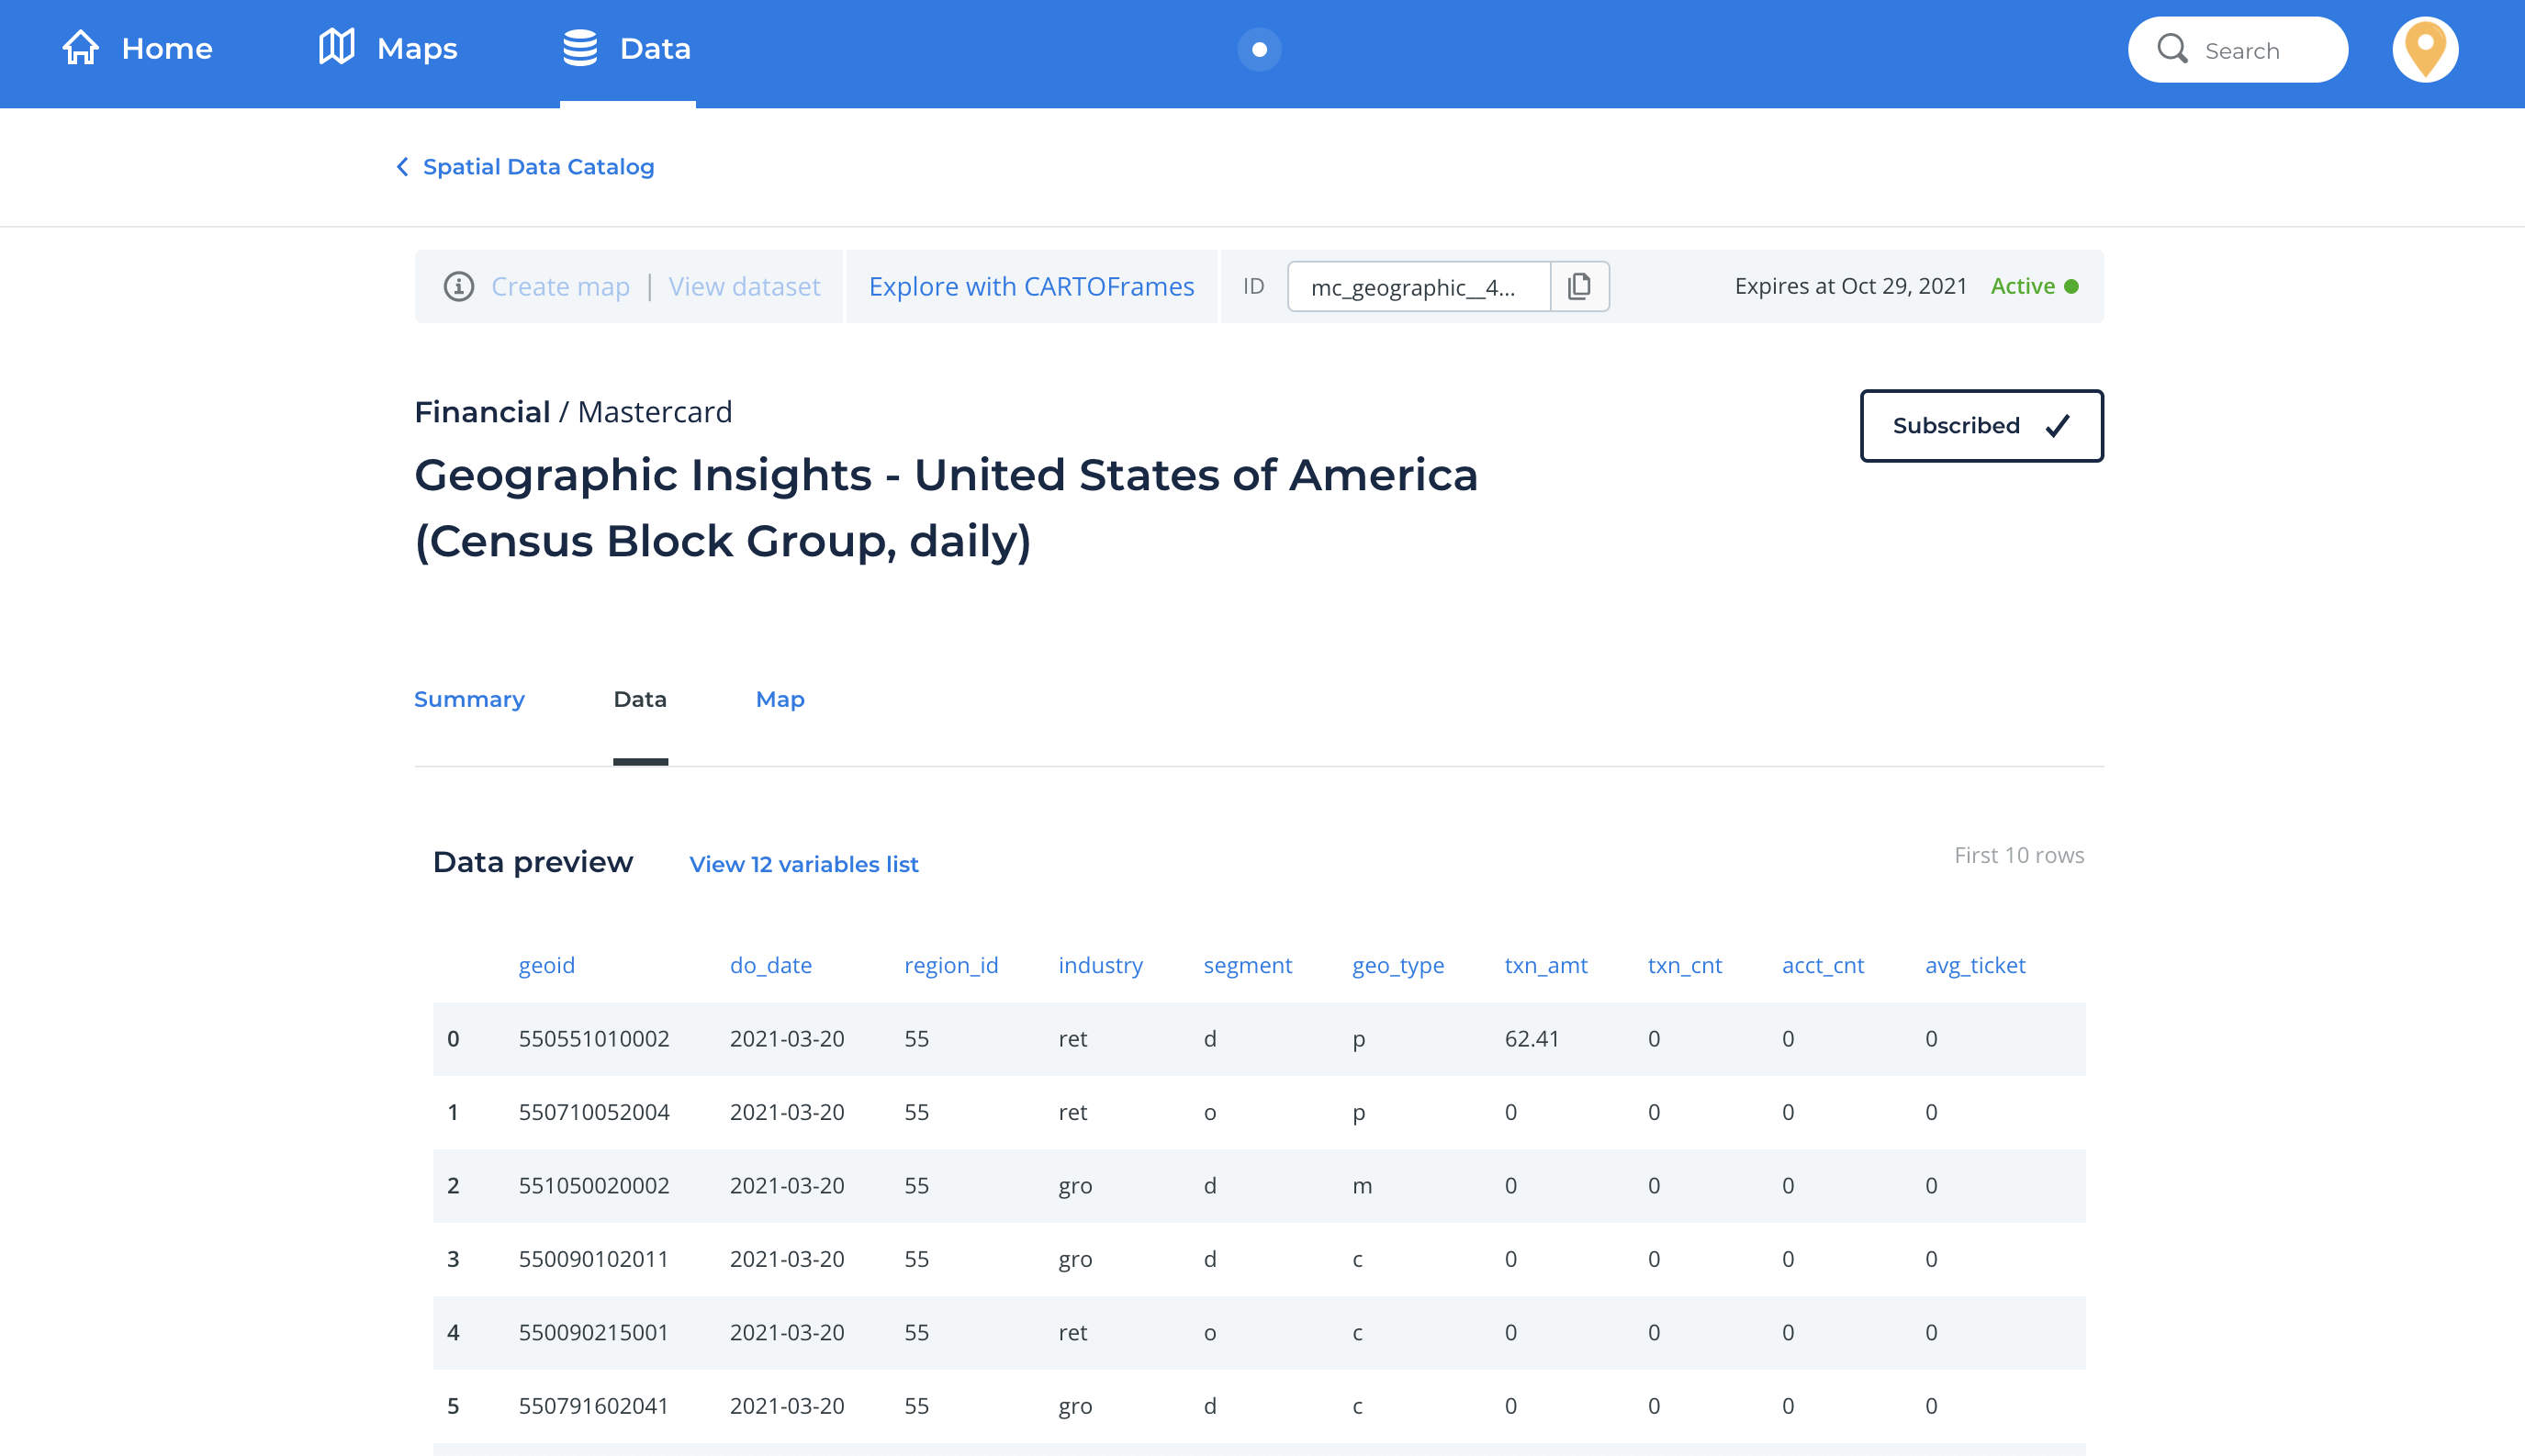 Home Maps Data Search
Spatial Data Catalog
Create map | View dataset Explore with CARTOFrames ID mc_geographic__4... Expires at Oct 29, 2021 Active
Financial / Mastercard
Subscribed
Geographic Insights - United States of America
(Census Block Group, daily)
Summary Data Map
Data preview View 12 variables list First 10 rows
geoid do_date region_id industry segment geo_type txn_amt txn_cnt acct_cnt avg_ticket
0 550551010002 2021-03-20 55 ret d p 62.41 0 0 0
1 550710052004 2021-03-20 55 ret o p 0 0 0 0
2 551050020002 2021-03-20 55 gro d m 0 0 0 0
3 550090102011 2021-03-20 55 gro d c 0 0 0 0
4 550090215001 2021-03-20 55 ret o c 0 0 0 0
5 550791602041 2021-03-20 55 gro d c 0 0 0 0